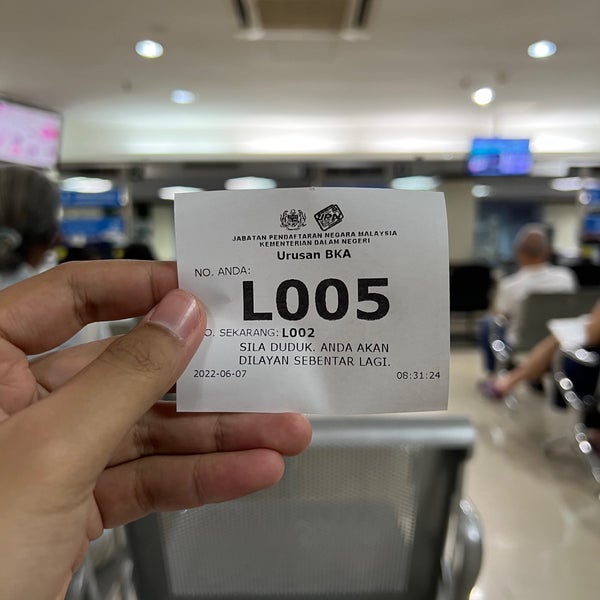 JPN
JABATAN PENDAFTARAN NEGARA MALAYSIA
KEMENTERIAN DALAM NEGERI
Urusan BKA
NO. ANDA:
L005
O. SEKARANG: L002
SILA DUDUK. ANDA AKAN
DILAYAN SEBENTAR LAGI.
2022-06-07 08:31:24